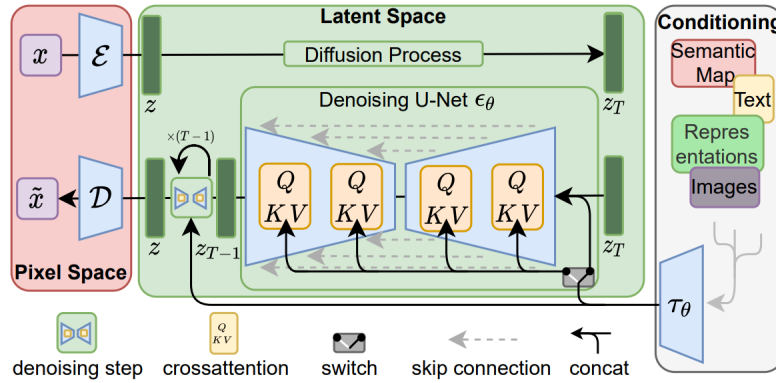 Latent Space
Conditioning
x
ℰ
z
Diffusion Process
z_T
Semantic
Map
Text
Repres
entations
Images
Denoising U-Net ϵ_θ
×(T−1)
Q
KV
Q
KV
Q
KV
Q
KV
x̃
𝒟
z
z_{T−1}
z_T
τ_θ
Pixel Space
Q
KV
denoising step
crossattention
switch
skip connection
concat